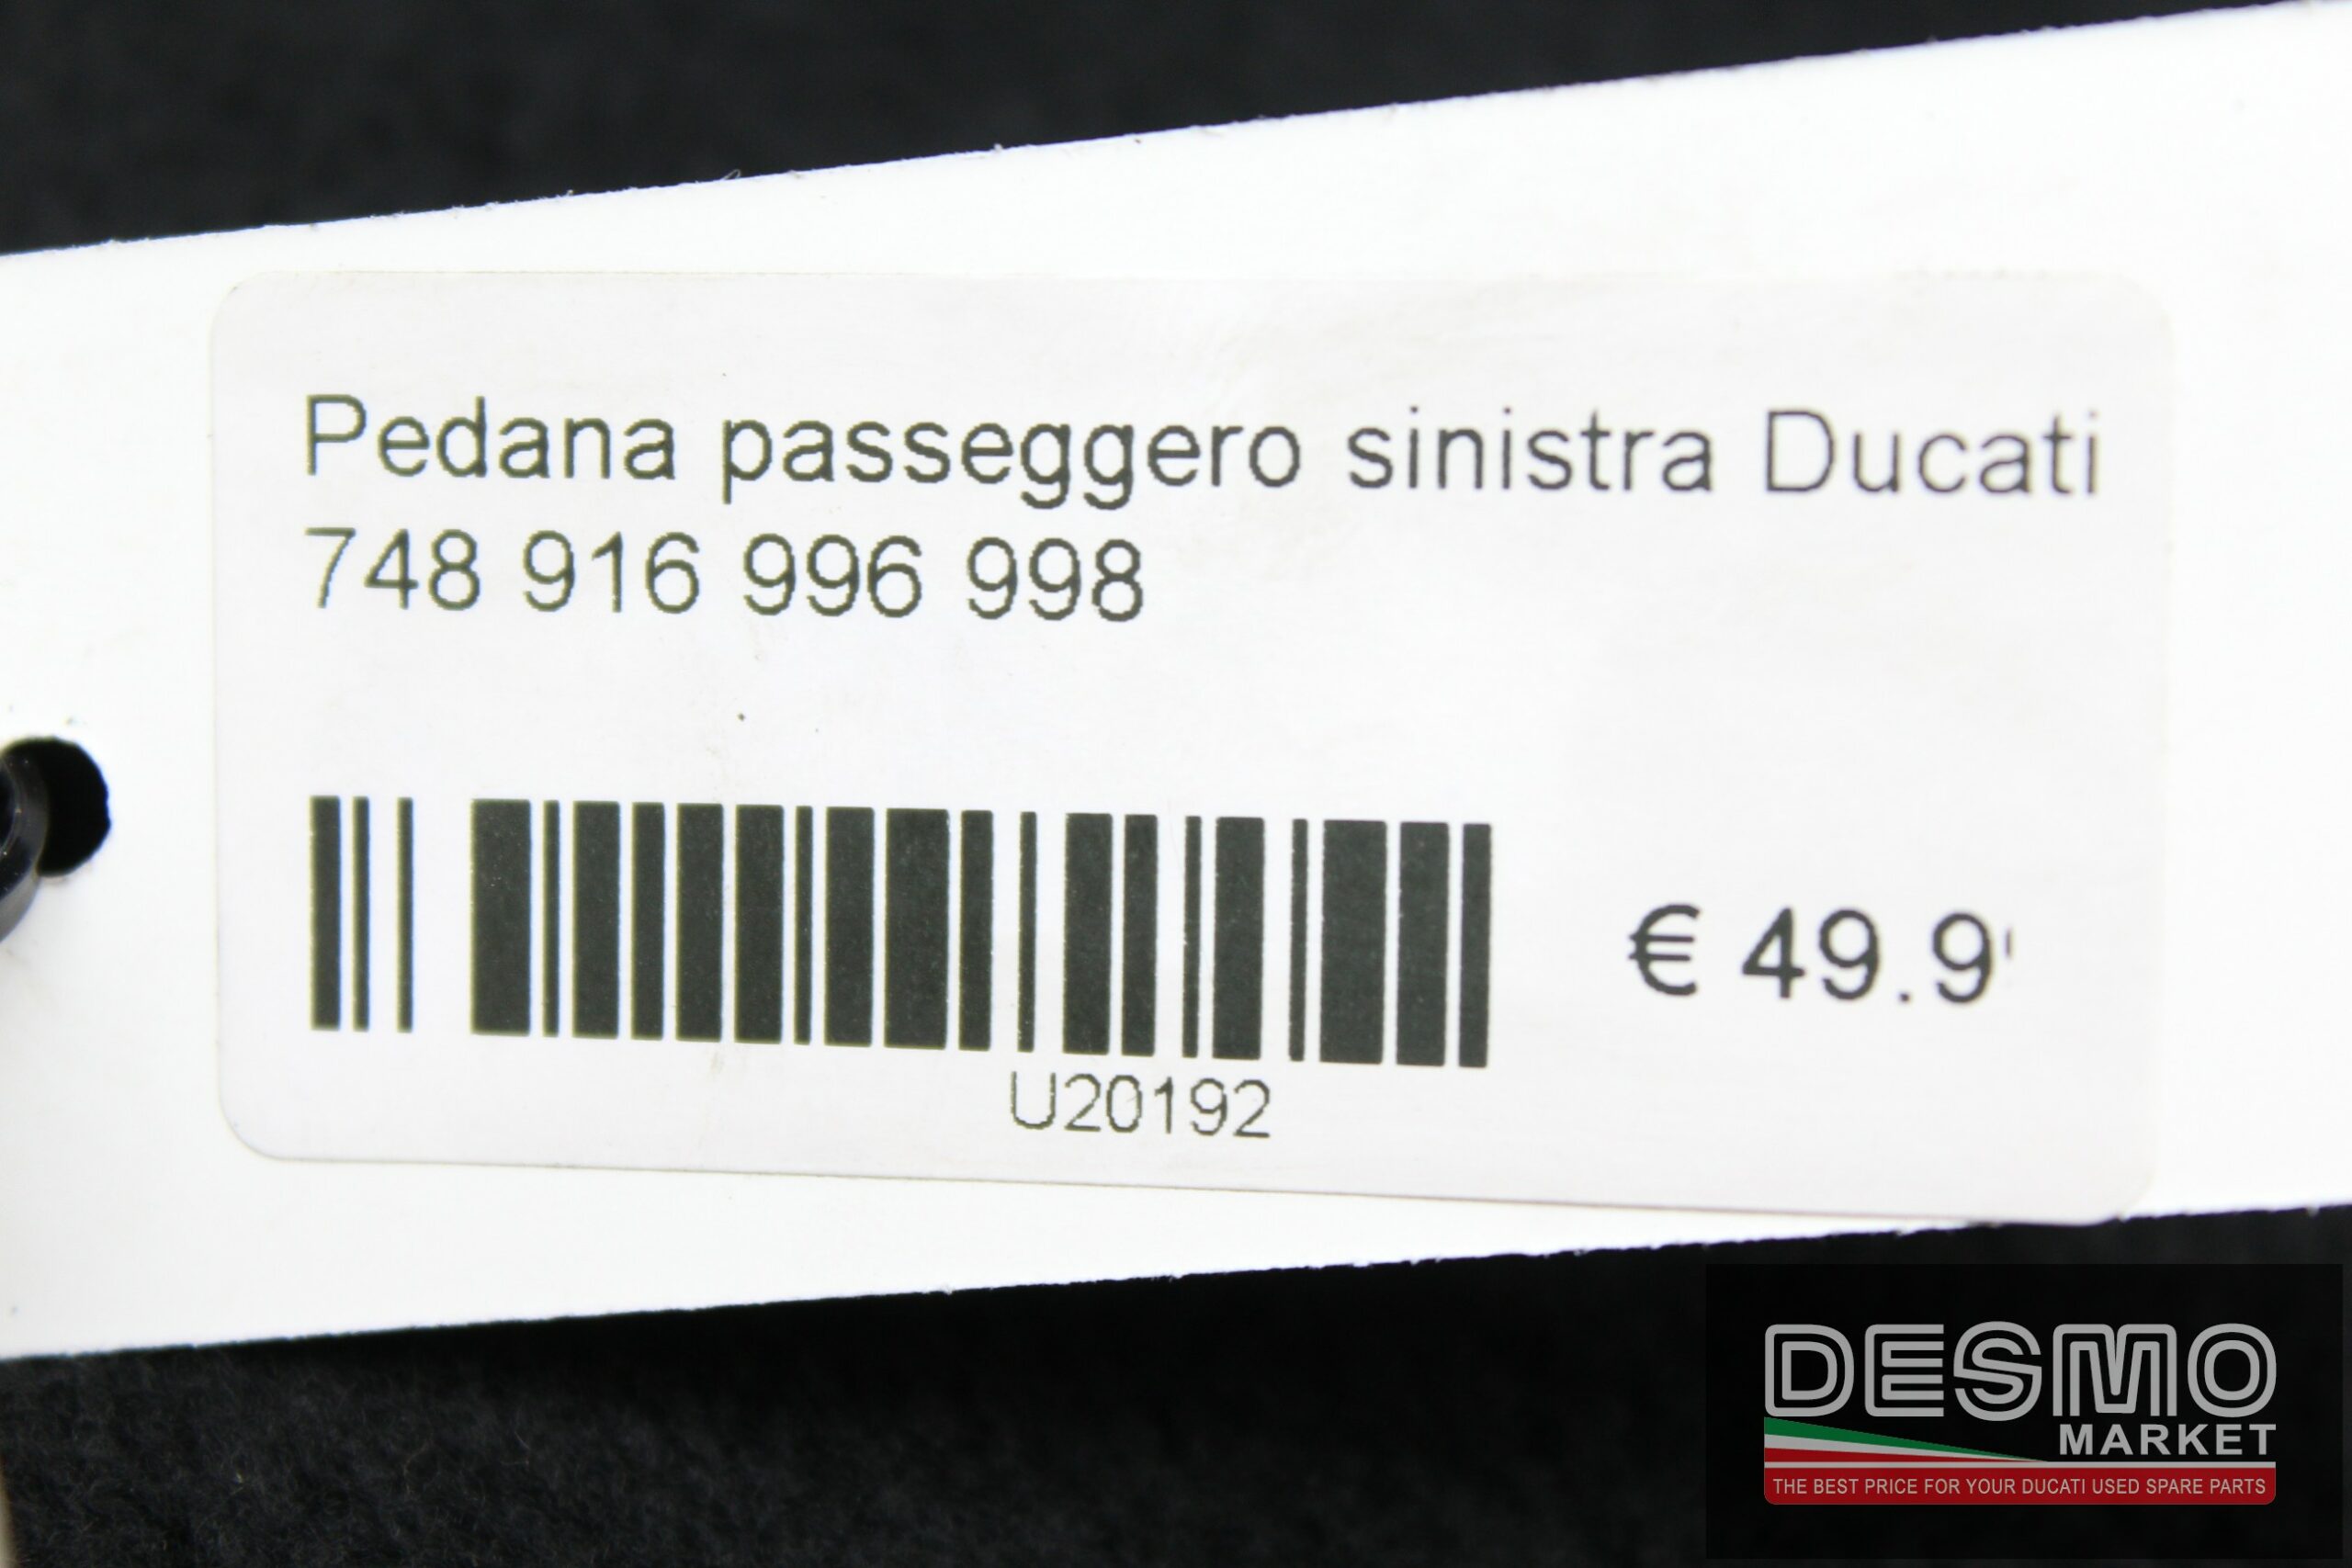 Pedana passeggero sinistra Ducati
748 916 996 998
€ 49.9
U20192
DESMO
MARKET
THE BEST PRICE FOR YOUR DUCATI USED SPARE PARTS